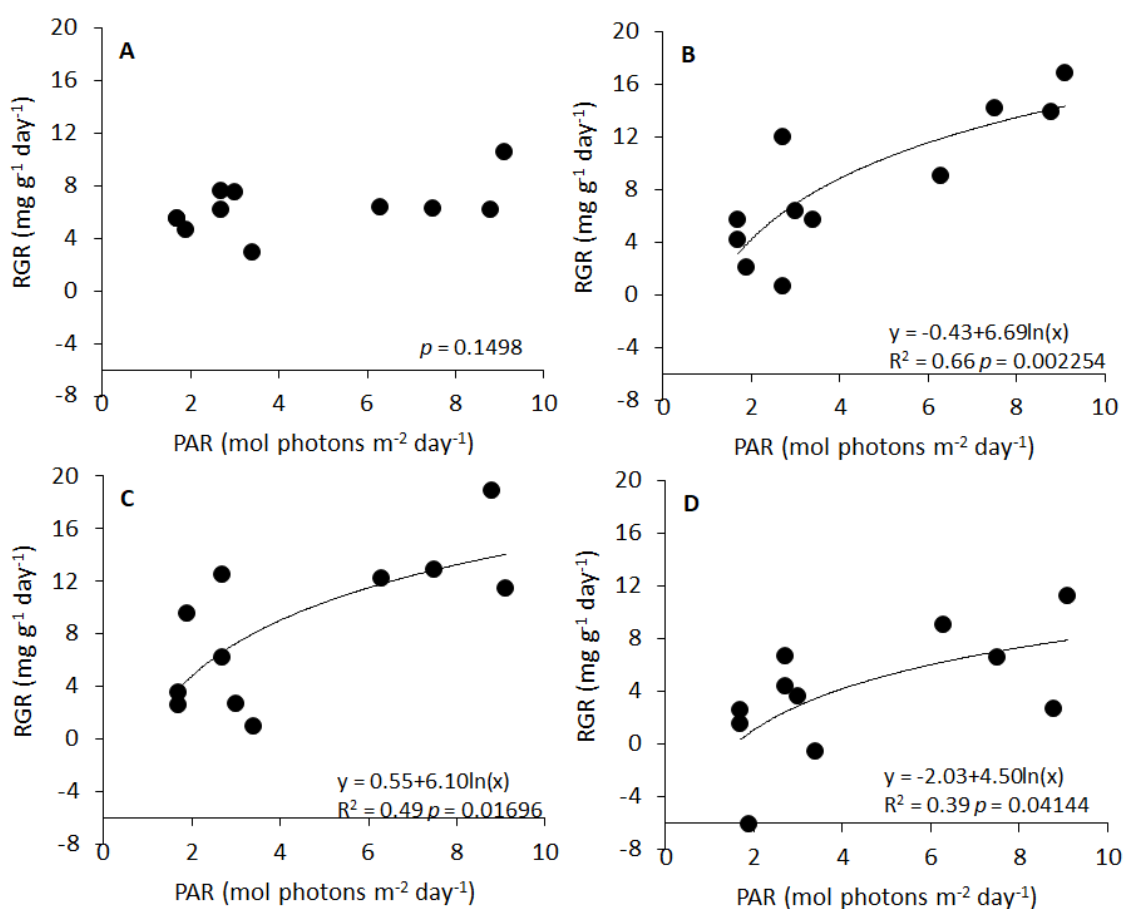 A
RGR (mg g⁻¹ day⁻¹)
20
16
12
8
4
0
-4
-8
p = 0.1498
0 2 4 6 8 10
PAR (mol photons m⁻² day⁻¹)
B
RGR (mg g⁻¹ day⁻¹)
20
16
12
8
4
0
-4
-8
y = -0.43+6.69ln(x)
R² = 0.66 p = 0.002254
0 2 4 6 8 10
PAR (mol photons m⁻² day⁻¹)
C
RGR (mg g⁻¹ day⁻¹)
20
16
12
8
4
0
-4
-8
y = 0.55+6.10ln(x)
R² = 0.49 p = 0.01696
0 2 4 6 8 10
PAR (mol photons m⁻² day⁻¹)
D
RGR (mg g⁻¹ day⁻¹)
20
16
12
8
4
0
-4
-8
y = -2.03+4.50ln(x)
R² = 0.39 p = 0.04144
0 2 4 6 8 10
PAR (mol photons m⁻² day⁻¹)